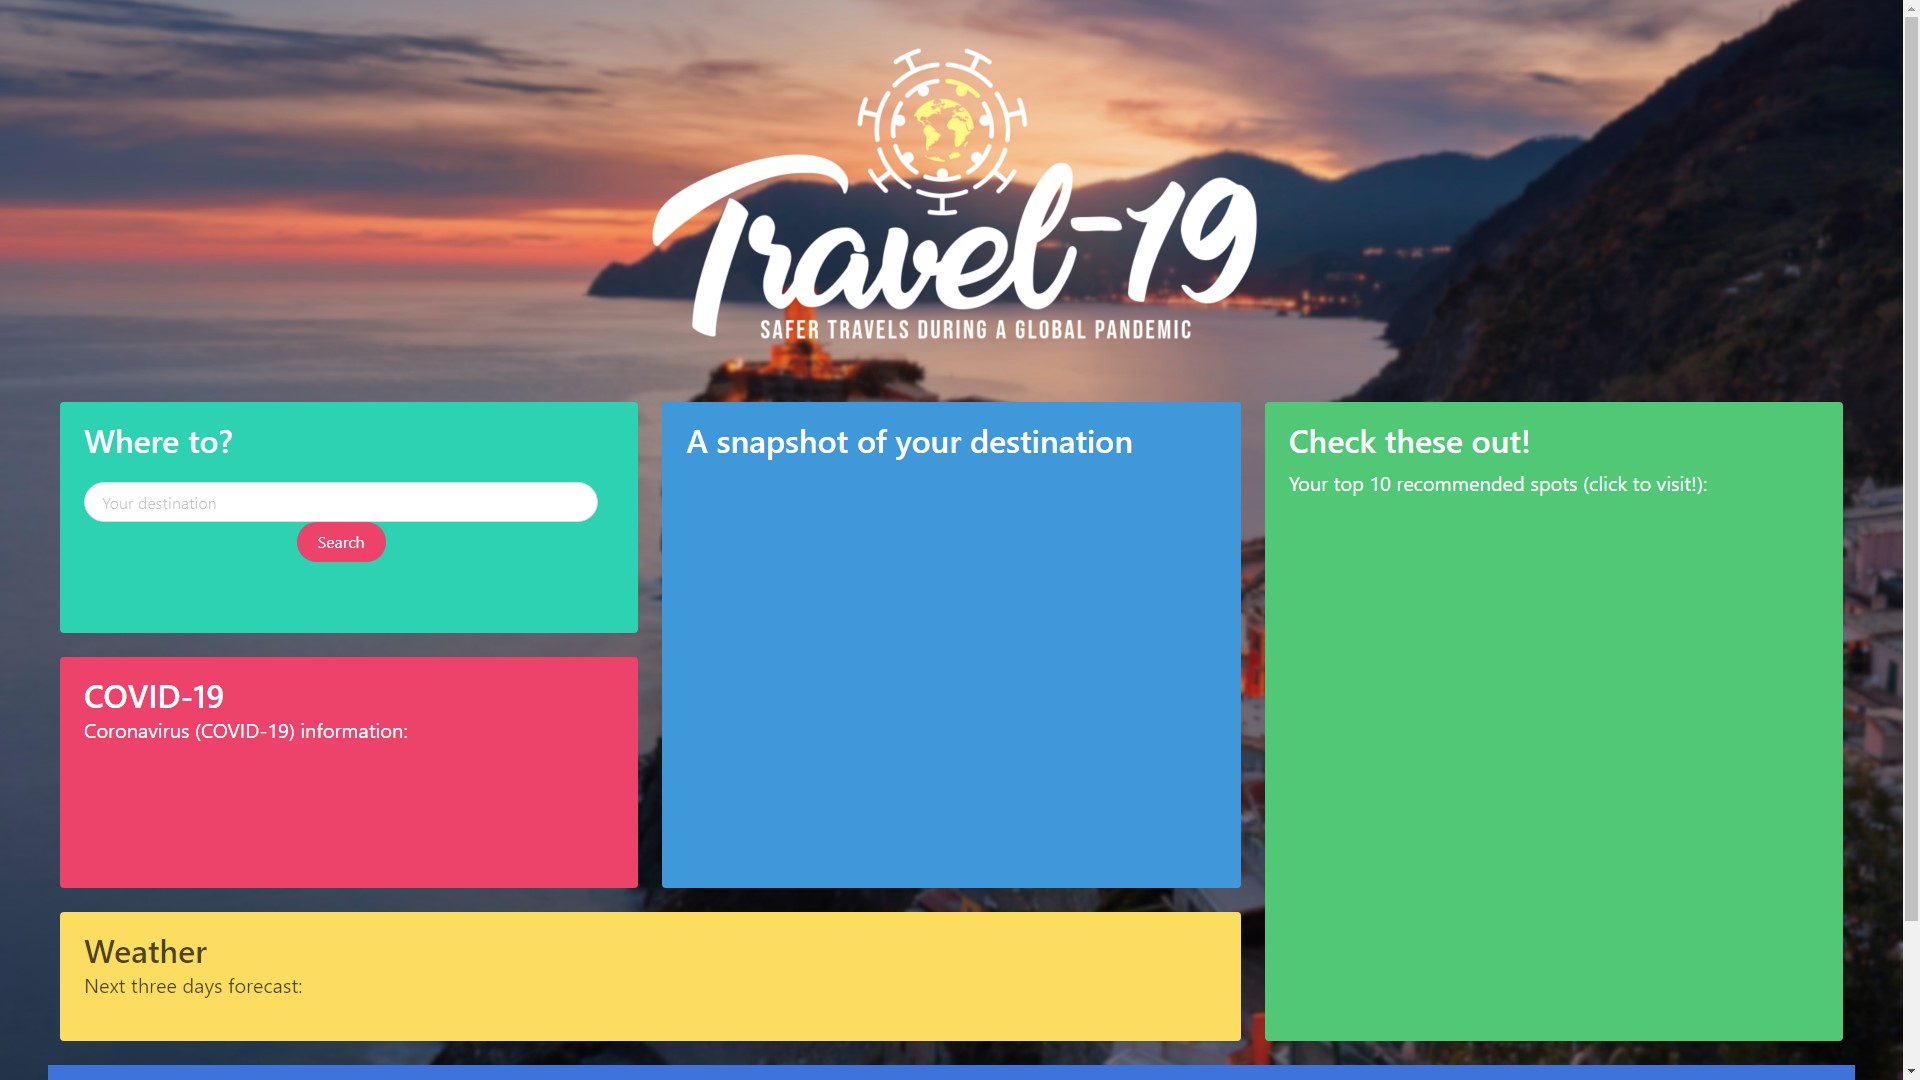 Travel-19
SAFER TRAVELS DURING A GLOBAL PANDEMIC
Where to?
Your destination
Search
A snapshot of your destination
Check these out!
Your top 10 recommended spots (click to visit!):
COVID-19
Coronavirus (COVID-19) information:
Weather
Next three days forecast: